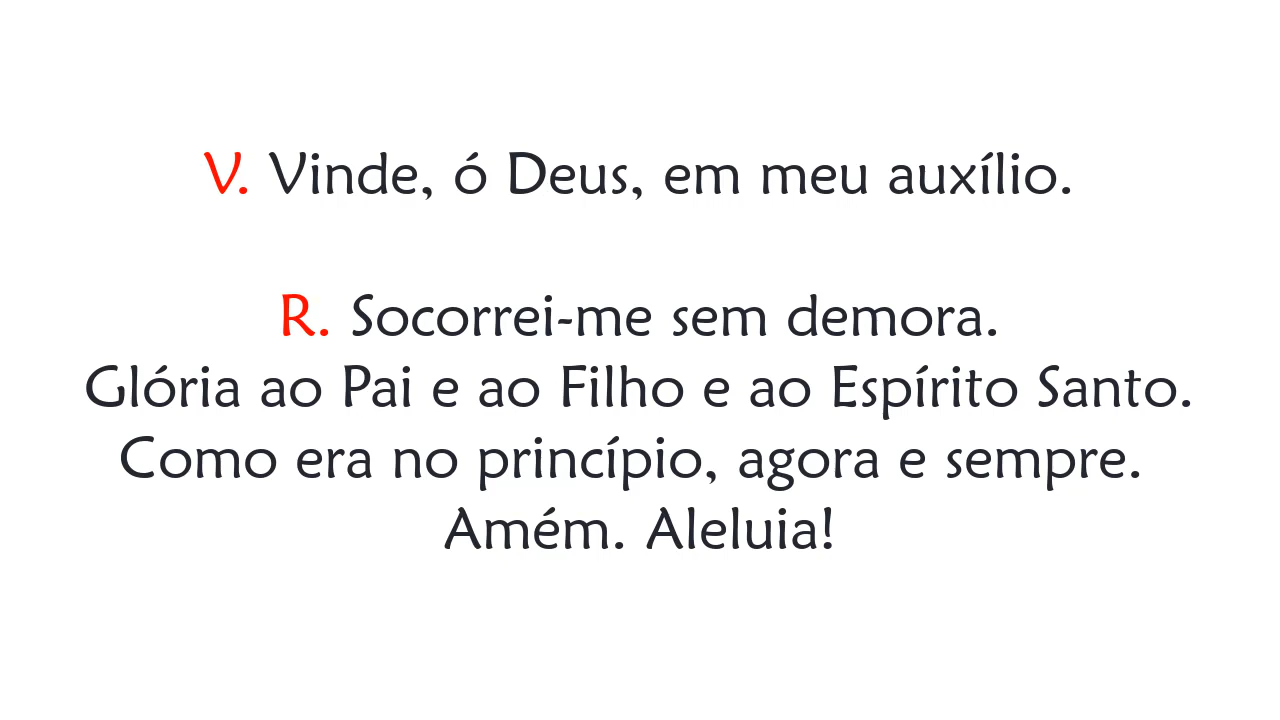 V. Vinde, ó Deus, em meu auxílio.
R. Socorrei-me sem demora.
Glória ao Pai e ao Filho e ao Espírito Santo.
Como era no princípio, agora e sempre.
Amém. Aleluia!